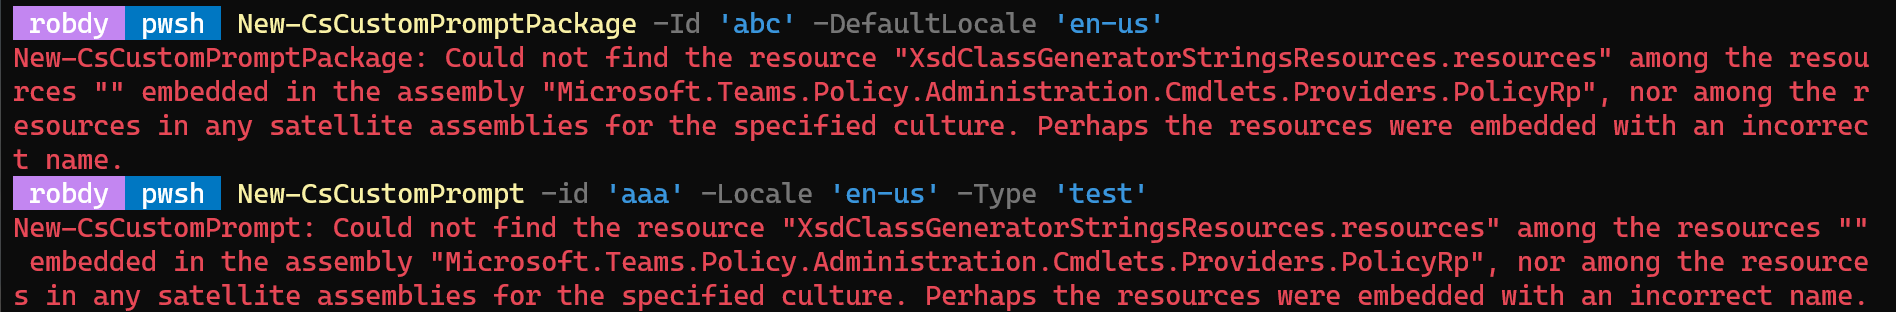 robdy pwsh New-CsCustomPromptPackage -Id 'abc' -DefaultLocale 'en-us'
New-CsCustomPromptPackage: Could not find the resource "XsdClassGeneratorStringsResources.resources" among the resou
rces "" embedded in the assembly "Microsoft.Teams.Policy.Administration.Cmdlets.Providers.PolicyRp", nor among the r
esources in any satellite assemblies for the specified culture. Perhaps the resources were embedded with an incorrec
t name.
robdy pwsh New-CsCustomPrompt -id 'aaa' -Locale 'en-us' -Type 'test'
New-CsCustomPrompt: Could not find the resource "XsdClassGeneratorStringsResources.resources" among the resources ""
 embedded in the assembly "Microsoft.Teams.Policy.Administration.Cmdlets.Providers.PolicyRp", nor among the resource
s in any satellite assemblies for the specified culture. Perhaps the resources were embedded with an incorrect name.